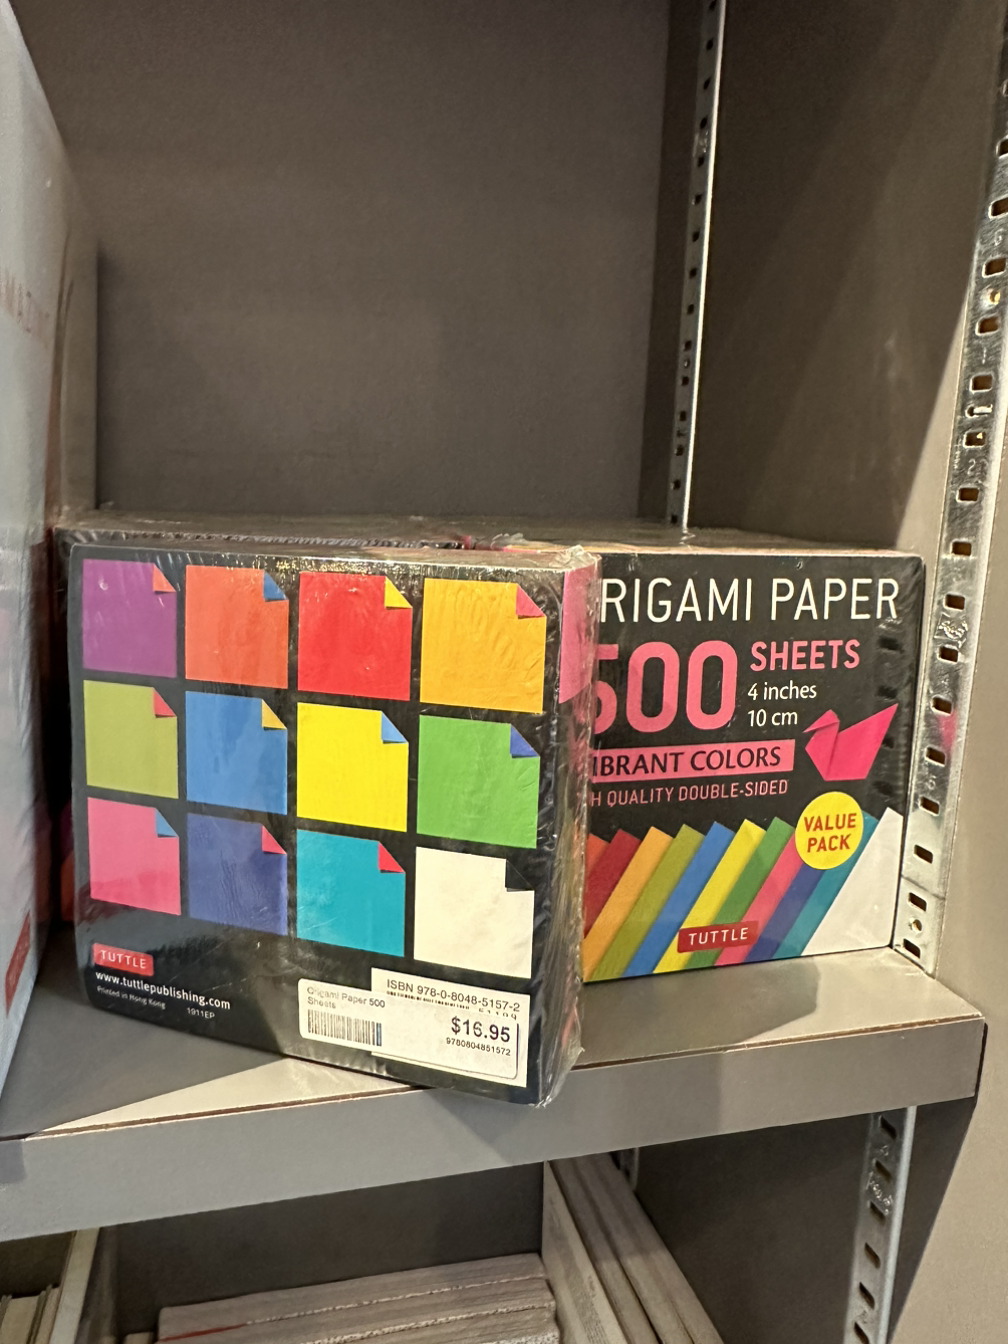 TUTTLE
www.tuttlepublishing.com
Printed in Hong Kong 1911EP
Origami Paper 500
Sheets
ISBN 978-0-8048-5157-2
$16.95
9780804851572
RIGAMI PAPER
500 SHEETS
4 inches
10 cm
IBRANT COLORS
H QUALITY DOUBLE-SIDED
VALUE
PACK
TUTTLE